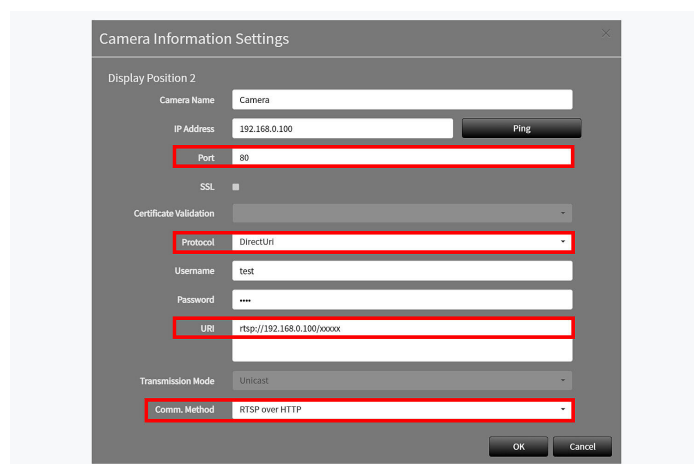 Camera Information Settings ×
Display Position 2
Camera Name Camera
IP Address 192.168.0.100 Ping
Port 80
SSL
Certificate Validation
Protocol DirectUri
Username test
Password ••••
URI rtsp://192.168.0.100/xxxxx
Transmission Mode Unicast
Comm. Method RTSP over HTTP
OK Cancel